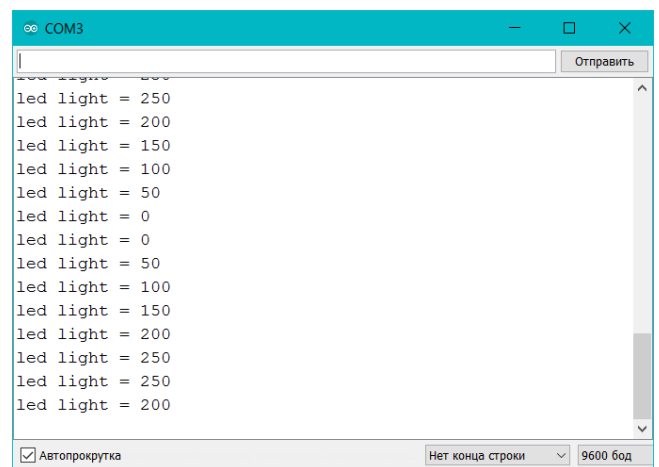 COM3
Отправить
led light = 250
led light = 200
led light = 150
led light = 100
led light = 50
led light = 0
led light = 0
led light = 50
led light = 100
led light = 150
led light = 200
led light = 250
led light = 250
led light = 200
Автопрокрутка
Нет конца строки
9600 бод